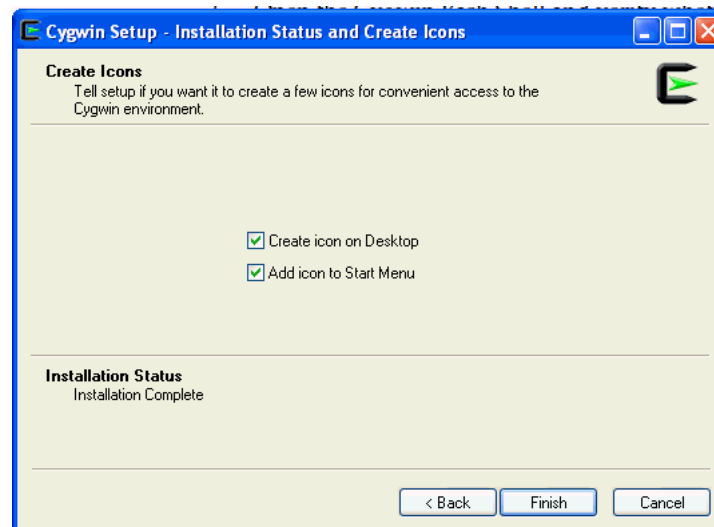 Cygwin Setup - Installation Status and Create Icons
Create Icons
Tell setup if you want it to create a few icons for convenient access to the
Cygwin environment.
Create icon on Desktop
Add icon to Start Menu
Installation Status
Installation Complete
< Back
Finish
Cancel